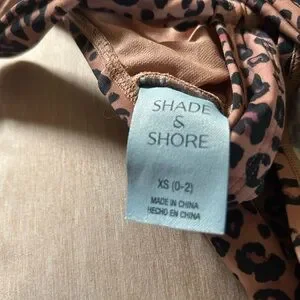 SHADE
&
SHORE
XS (0-2)
MADE IN CHINA
HECHO EN CHINA